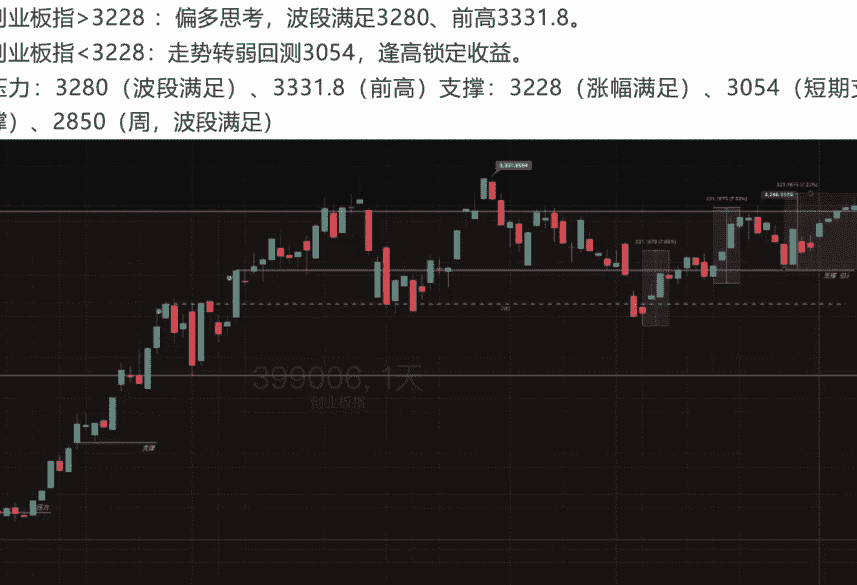 创业板指>3228 ：偏多思考，波段满足3280、前高3331.8。
创业板指<3228：走势转弱回测3054，逢高锁定收益。
压力：3280（波段满足）、3331.8（前高）支撑：3228（涨幅满足）、3054（短期支
撑）、2850（周，波段满足）
399006, 1天
创业板指
支撑
压力